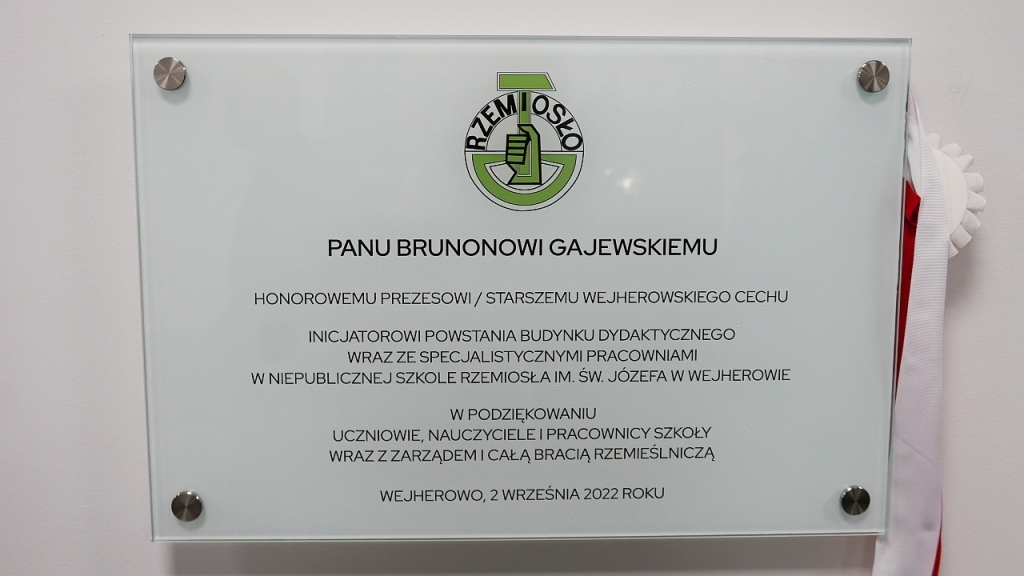 RZEMIOSŁO
PANU BRUNONOWI GAJEWSKIEMU
HONOROWEMU PREZESOWI / STARSZEMU WEJHEROWSKIEGO CECHU
INICJATOROWI POWSTANIA BUDYNKU DYDAKTYCZNEGO
WRAZ ZE SPECJALISTYCZNYMI PRACOWNIAMI
W NIEPUBLICZNEJ SZKOLE RZEMIOSŁA IM. ŚW. JÓZEFA W WEJHEROWIE
W PODZIĘKOWANIU
UCZNIOWIE, NAUCZYCIELE I PRACOWNICY SZKOŁY
WRAZ Z ZARZĄDEM I CAŁĄ BRACIĄ RZEMIEŚLNICZĄ
WEJHEROWO, 2 WRZEŚNIA 2022 ROKU